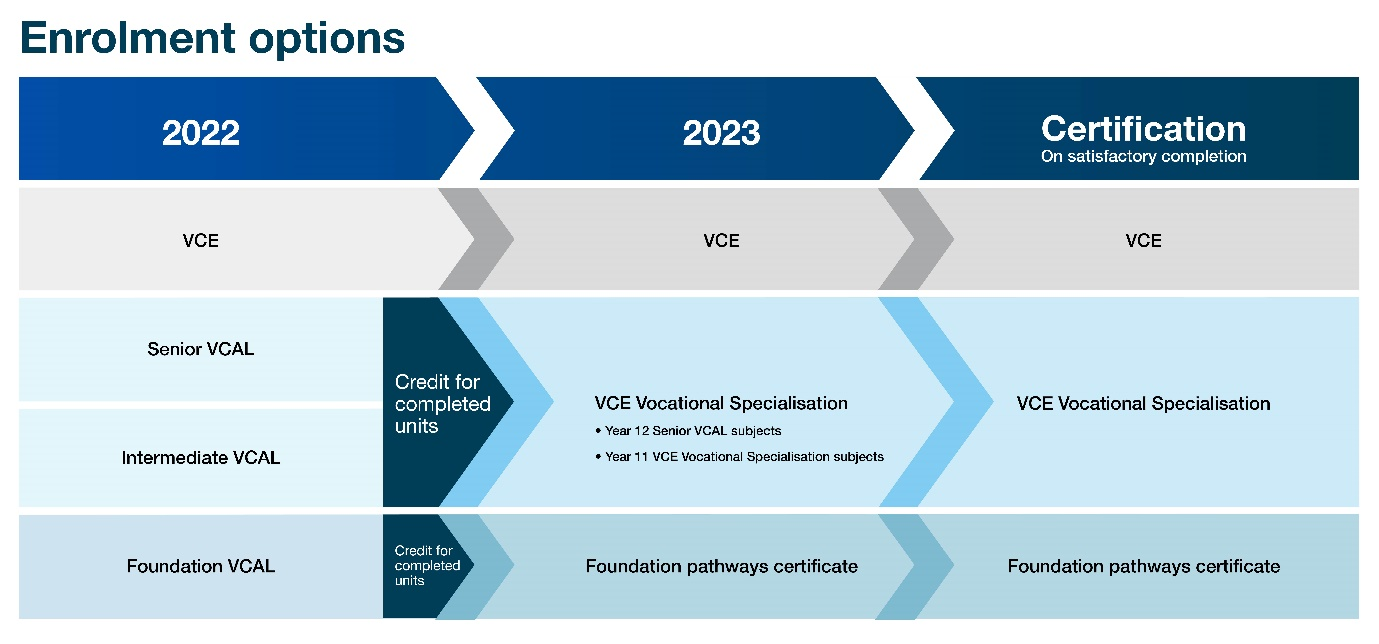 Enrolment options
2022
2023
Certification
On satisfactory completion
VCE
VCE
VCE
Senior VCAL
Intermediate VCAL
Credit for
completed
units
VCE Vocational Specialisation
• Year 12 Senior VCAL subjects
• Year 11 VCE Vocational Specialisation subjects
VCE Vocational Specialisation
Foundation VCAL
Credit for
completed
units
Foundation pathways certificate
Foundation pathways certificate